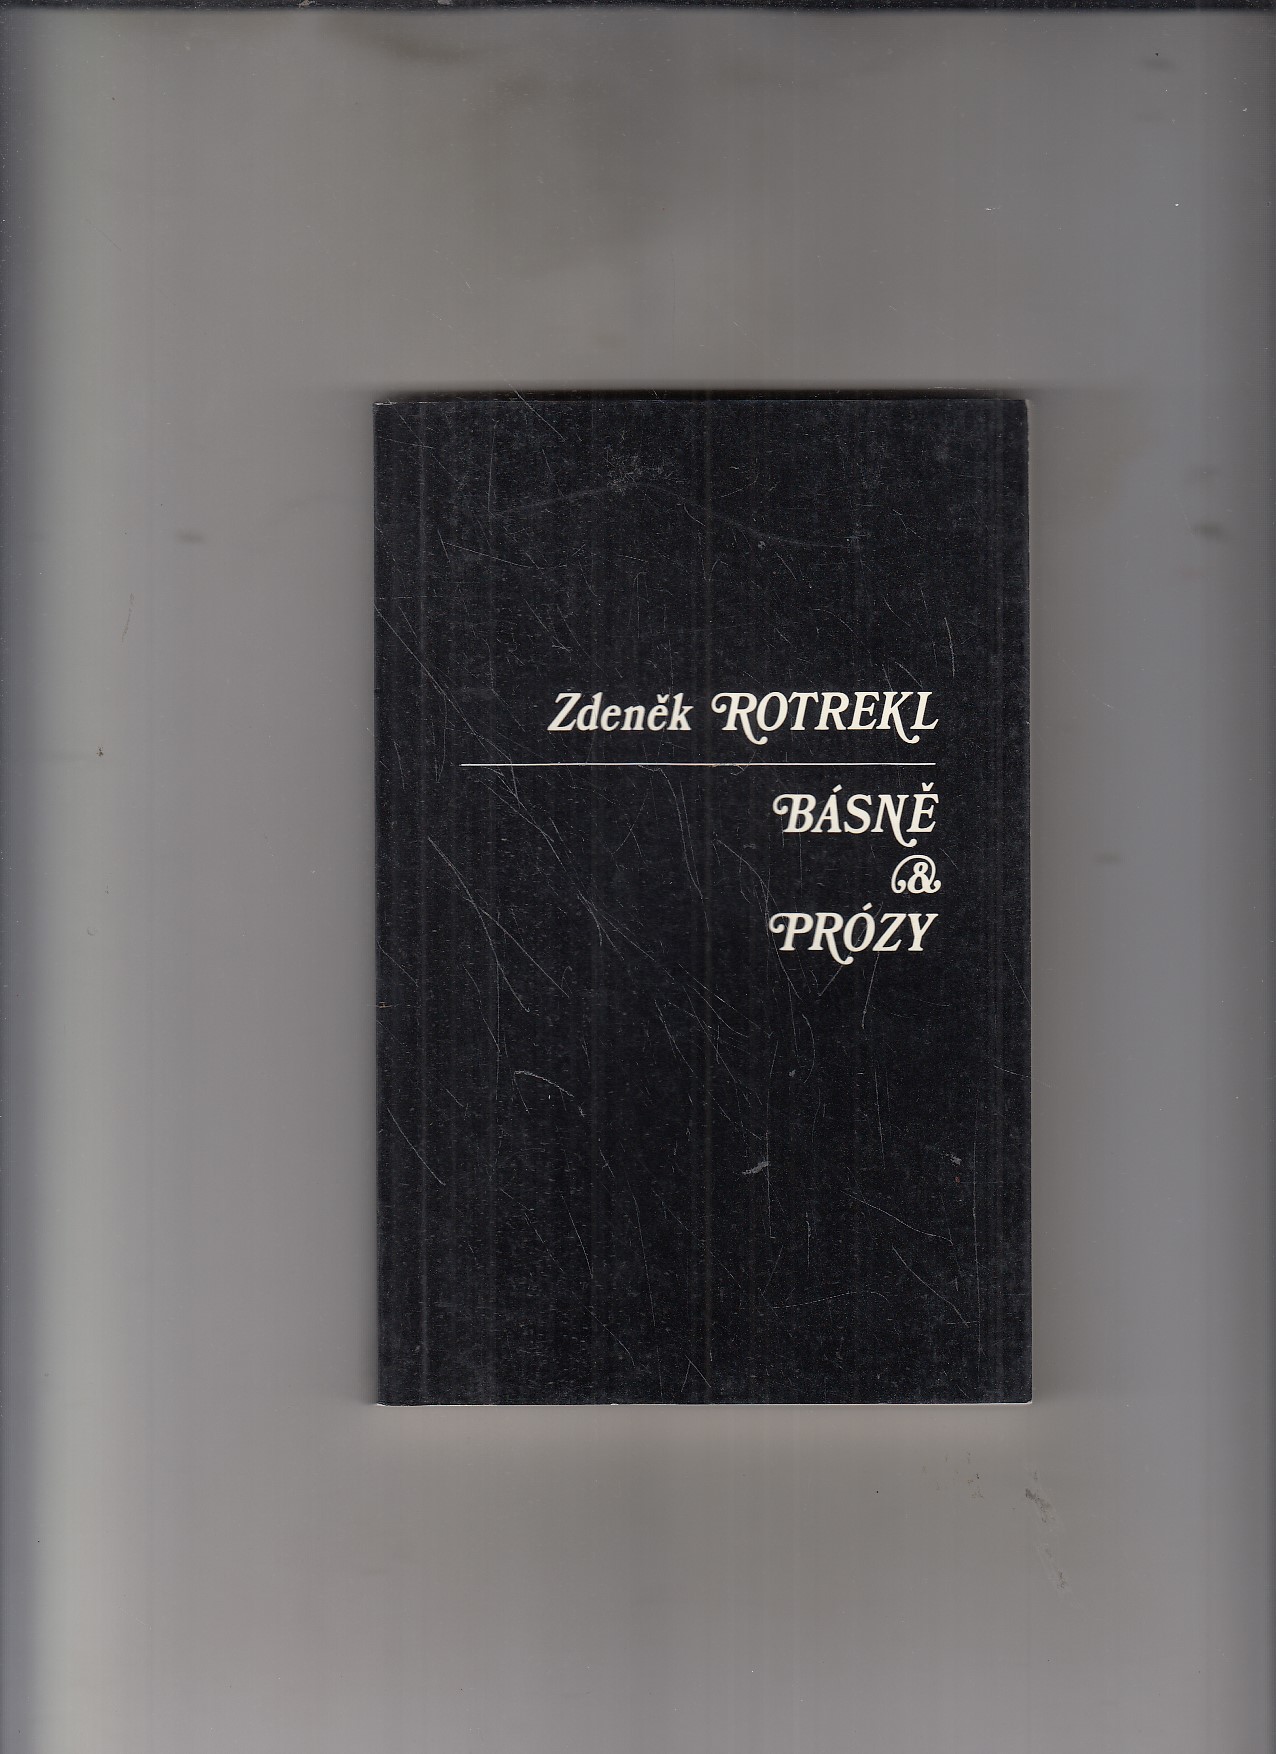 Zdeněk ROTREKL
BÁSNĚ
&
PRÓZY